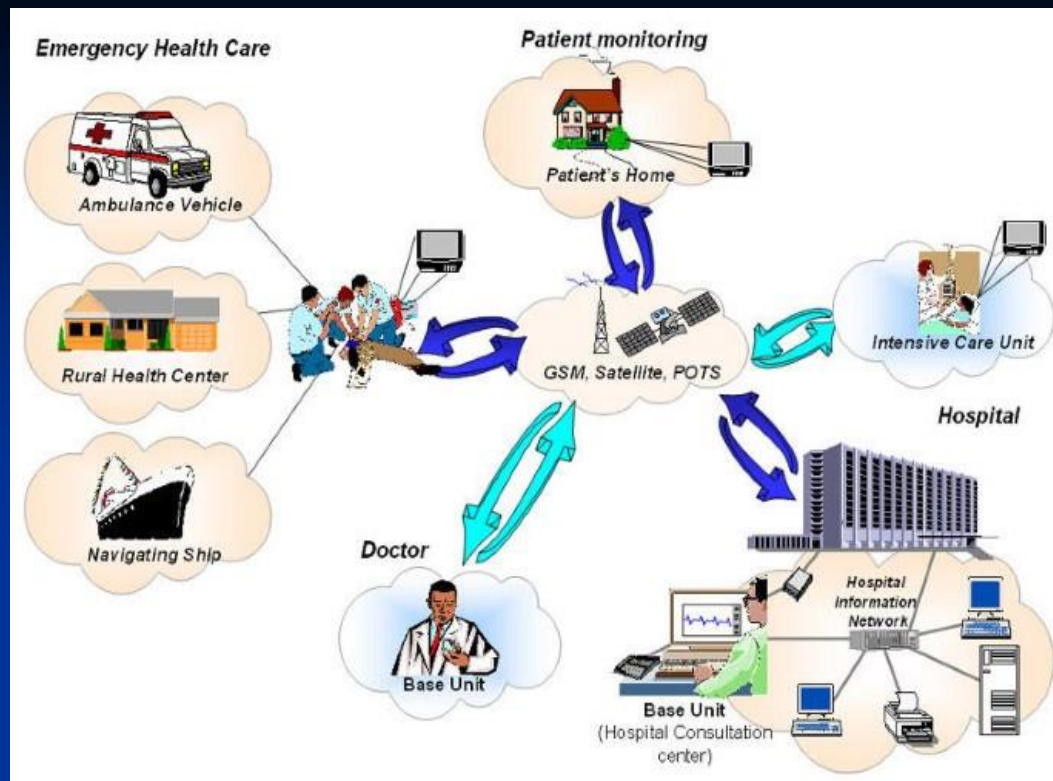 Emergency Health Care
Ambulance Vehicle
Rural Health Center
Navigating Ship
Patient monitoring
Patient's Home
GSM, Satellite, POTS
Intensive Care Unit
Doctor
Base Unit
Hospital
Hospital
Information
Network
Base Unit
(Hospital Consultation
center)